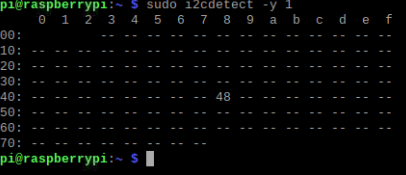 pi@raspberrypi:~ $ sudo i2cdetect -y 1
     0  1  2  3  4  5  6  7  8  9  a  b  c  d  e  f
00:          -- -- -- -- -- -- -- -- -- -- -- -- --
10: -- -- -- -- -- -- -- -- -- -- -- -- -- -- -- --
20: -- -- -- -- -- -- -- -- -- -- -- -- -- -- -- --
30: -- -- -- -- -- -- -- -- -- -- -- -- -- -- -- --
40: -- -- -- -- -- -- -- -- 48 -- -- -- -- -- -- --
50: -- -- -- -- -- -- -- -- -- -- -- -- -- -- -- --
60: -- -- -- -- -- -- -- -- -- -- -- -- -- -- -- --
70: -- -- -- -- -- -- -- --
pi@raspberrypi:~ $